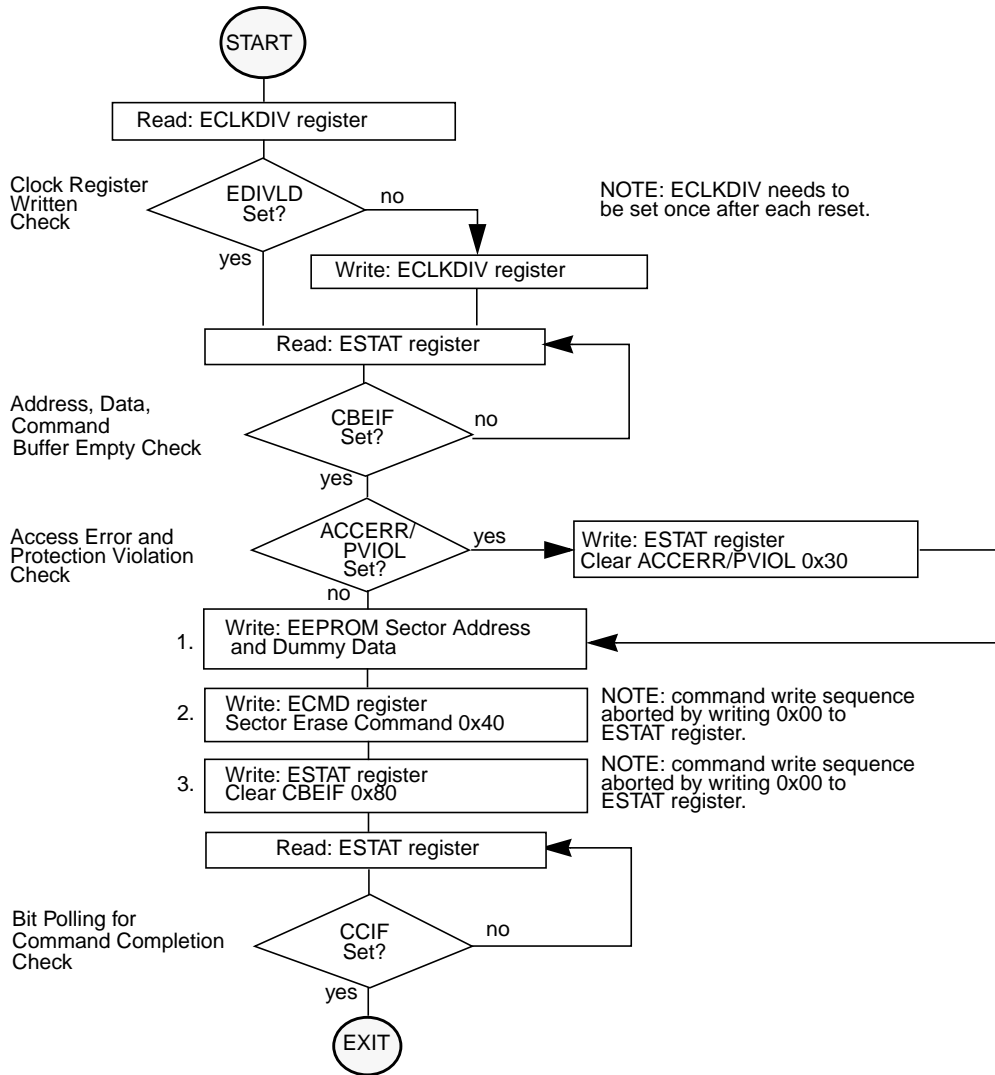 START
Read: ECLKDIV register
Clock Register
Written
Check
EDIVLD
Set?
no
yes
NOTE: ECLKDIV needs to
be set once after each reset.
Write: ECLKDIV register
Read: ESTAT register
Address, Data,
Command
Buffer Empty Check
CBEIF
Set?
no
yes
Access Error and
Protection Violation
Check
ACCERR/
PVIOL
Set?
yes
no
Write: ESTAT register
Clear ACCERR/PVIOL 0x30
1.
Write: EEPROM Sector Address
and Dummy Data
2.
Write: ECMD register
Sector Erase Command 0x40
NOTE: command write sequence
aborted by writing 0x00 to
ESTAT register.
3.
Write: ESTAT register
Clear CBEIF 0x80
NOTE: command write sequence
aborted by writing 0x00 to
ESTAT register.
Read: ESTAT register
Bit Polling for
Command Completion
Check
CCIF
Set?
no
yes
EXIT